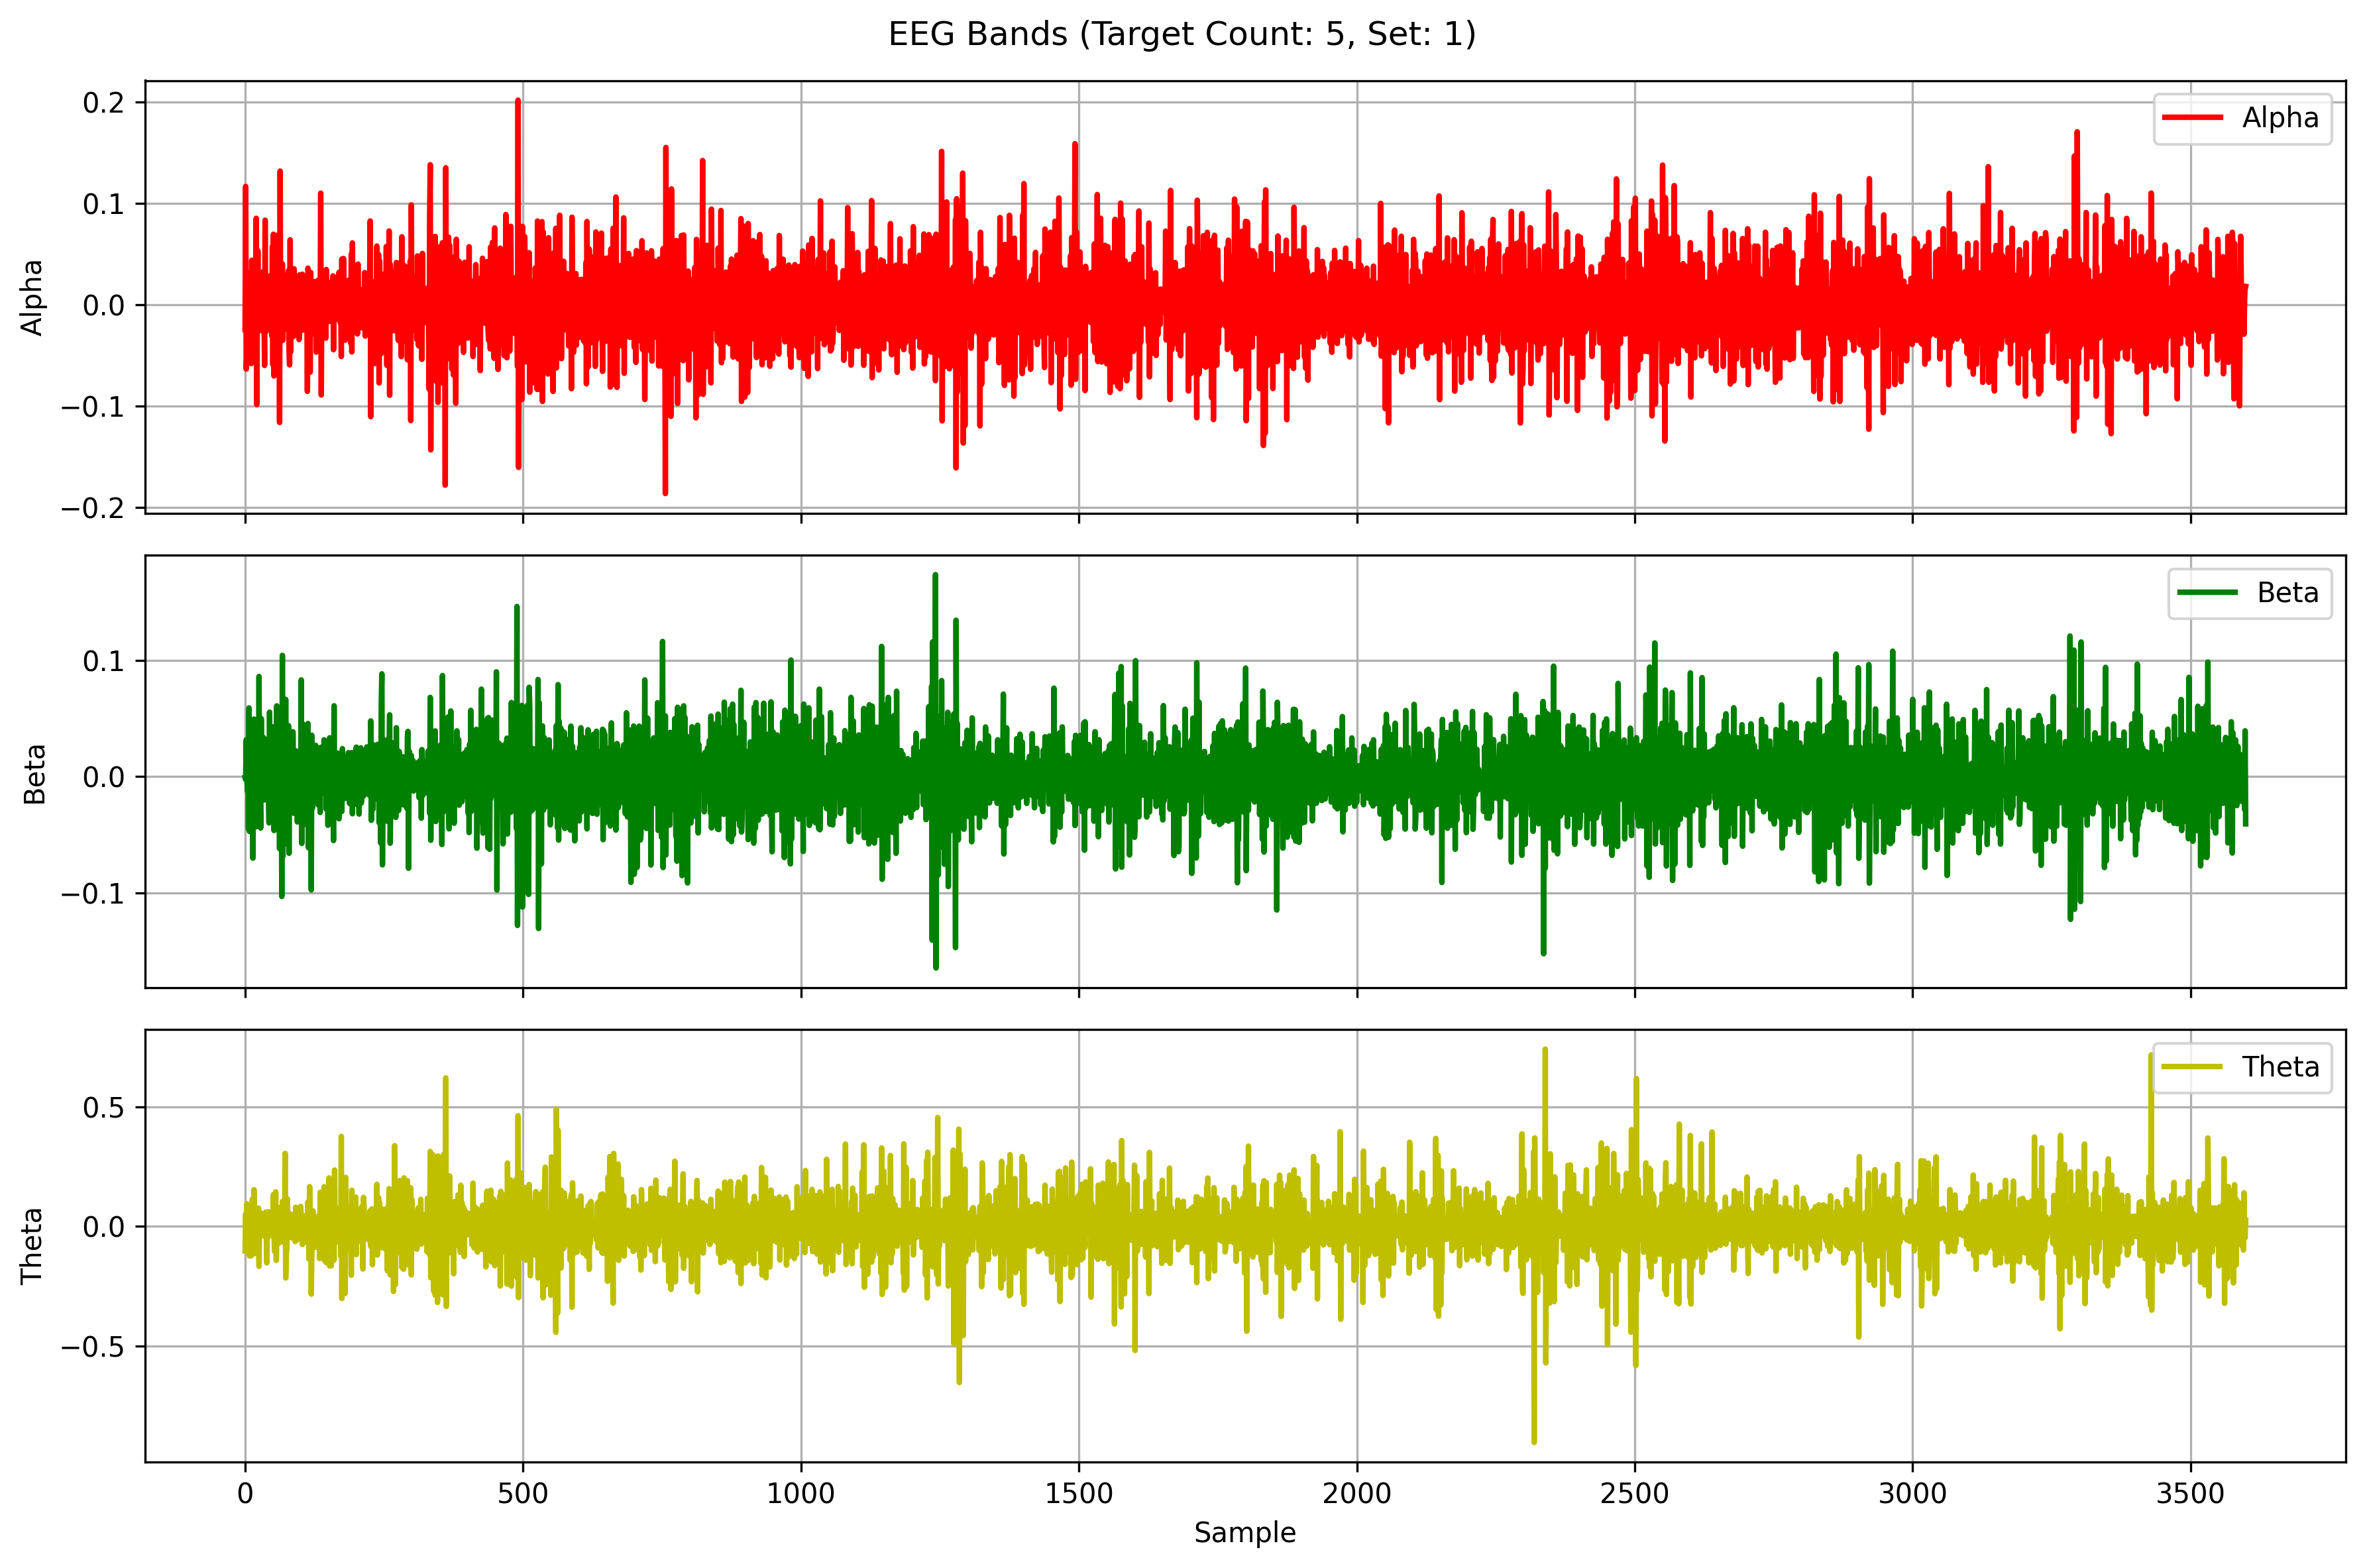 EEG Bands (Target Count: 5, Set: 1)
0.2
0.1
0.0
−0.1
−0.2
Alpha
Alpha
0.1
0.0
−0.1
Beta
Beta
0.5
0.0
−0.5
Theta
Theta
0 500 1000 1500 2000 2500 3000 3500
Sample